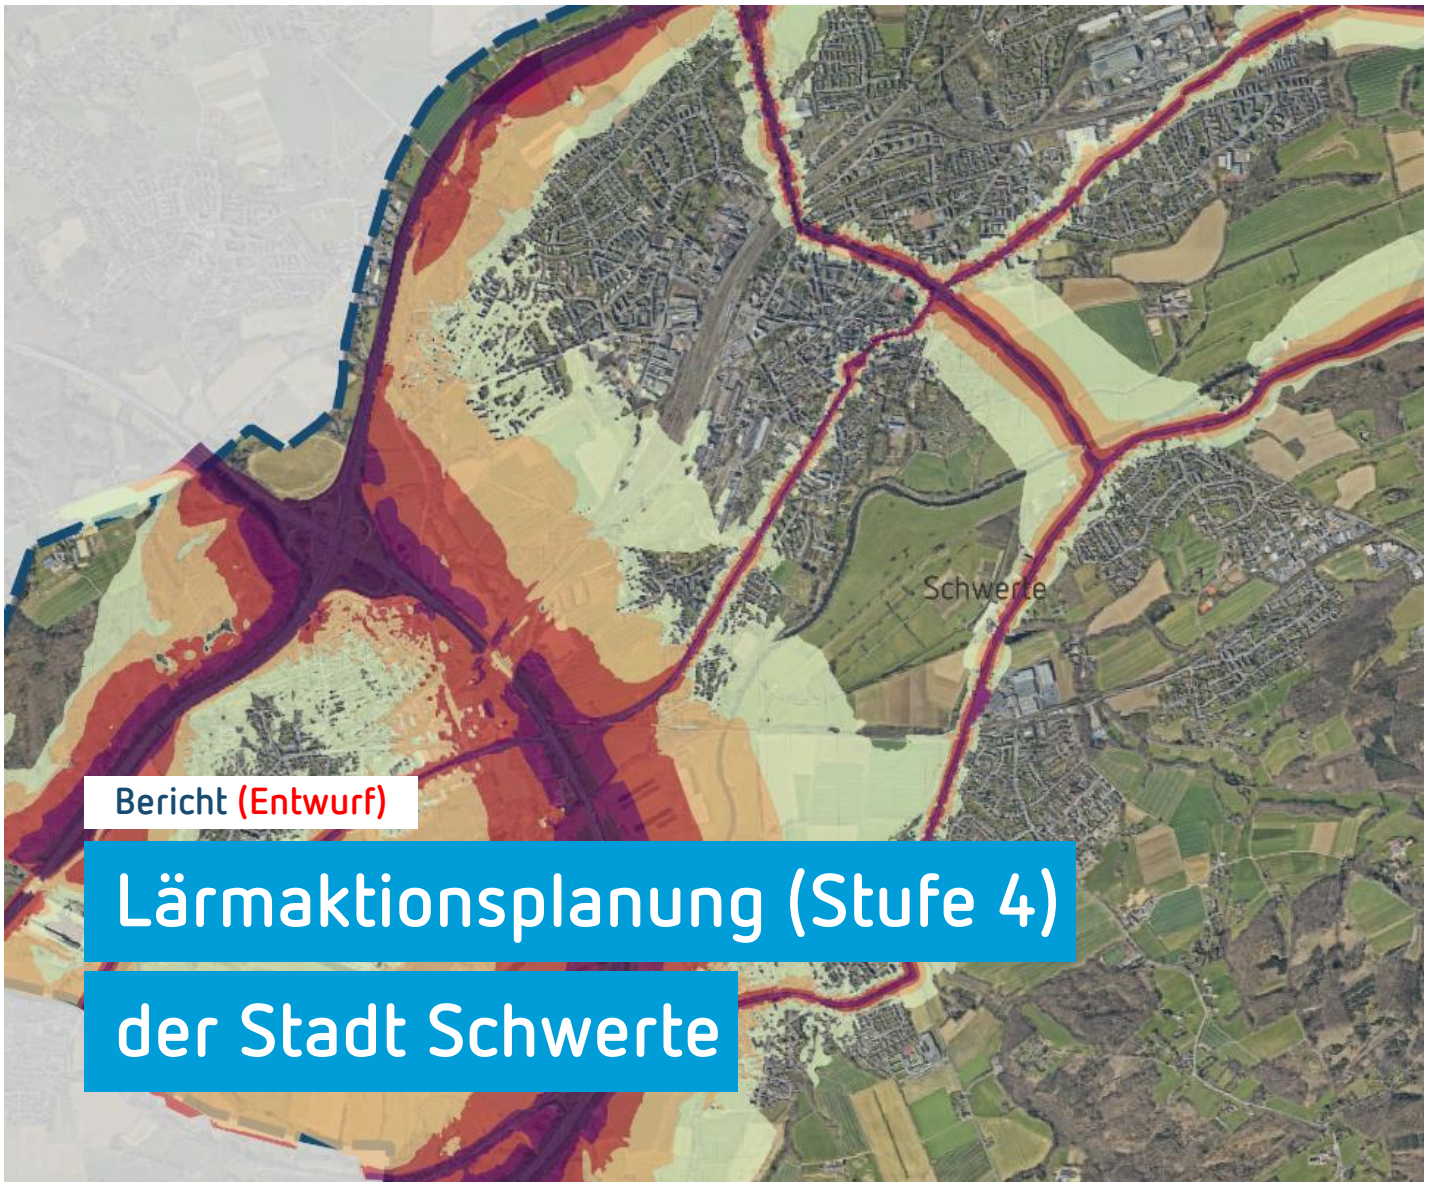 Schwerte
Bericht (Entwurf)
Lärmaktionsplanung (Stufe 4)
der Stadt Schwerte